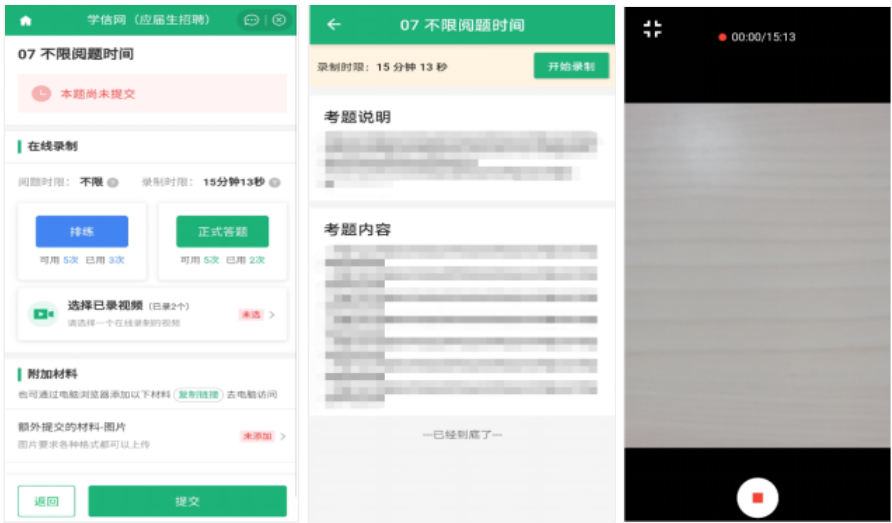 学信网（应届生招聘）
07 不限阅题时间
本题尚未提交
在线录制
阅题时限： 不限 录制时限： 15分钟13秒
排练 正式答题
可用 5次 已用 3次 可用 5次 已用 2次
选择已录视频 (已录2个)
请选择一个在线录制的视频
未选
附加材料
也可通过电脑浏览器添加以下材料 复制链接 去电脑访问
额外提交的材料-图片
图片要求各种格式都可以上传
未添加
返回 提交
07 不限阅题时间
录制时限：15 分钟 13 秒 开始录制
考题说明
考题内容
—已经到底了—
00:00/15:13